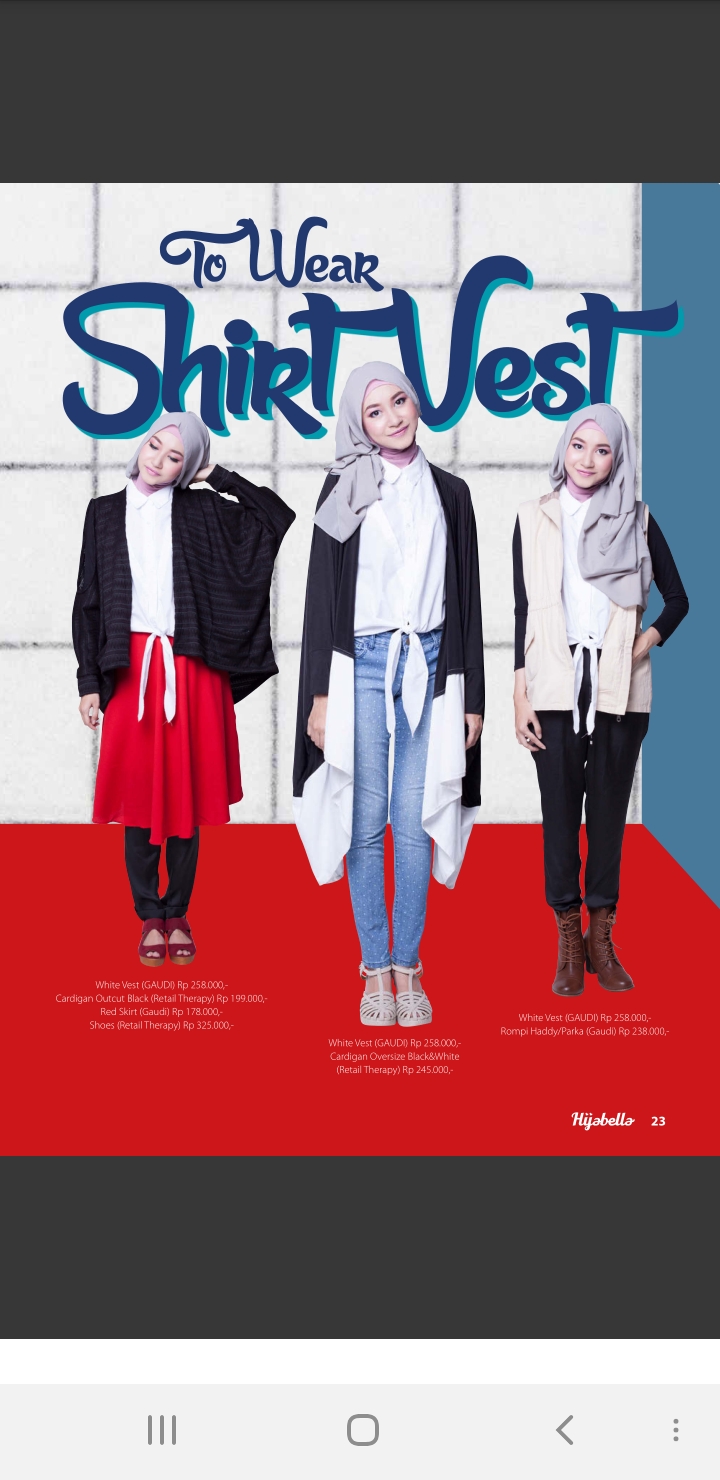 To Wear
Shirt Vest
White Vest (GAUDI) Rp 258.000,-
Cardigan Outcut Black (Retail Therapy) Rp 199.000,-
Red Skirt (Gaudi) Rp 178.000,-
Shoes (Retail Therapy) Rp 325.000,-
White Vest (GAUDI) Rp 258.000,-
Cardigan Oversize Black&White
(Retail Therapy) Rp 245.000,-
White Vest (GAUDI) Rp 258.000,-
Rompi Haddy/Parka (Gaudi) Rp 238.000,-
Hijabella 23